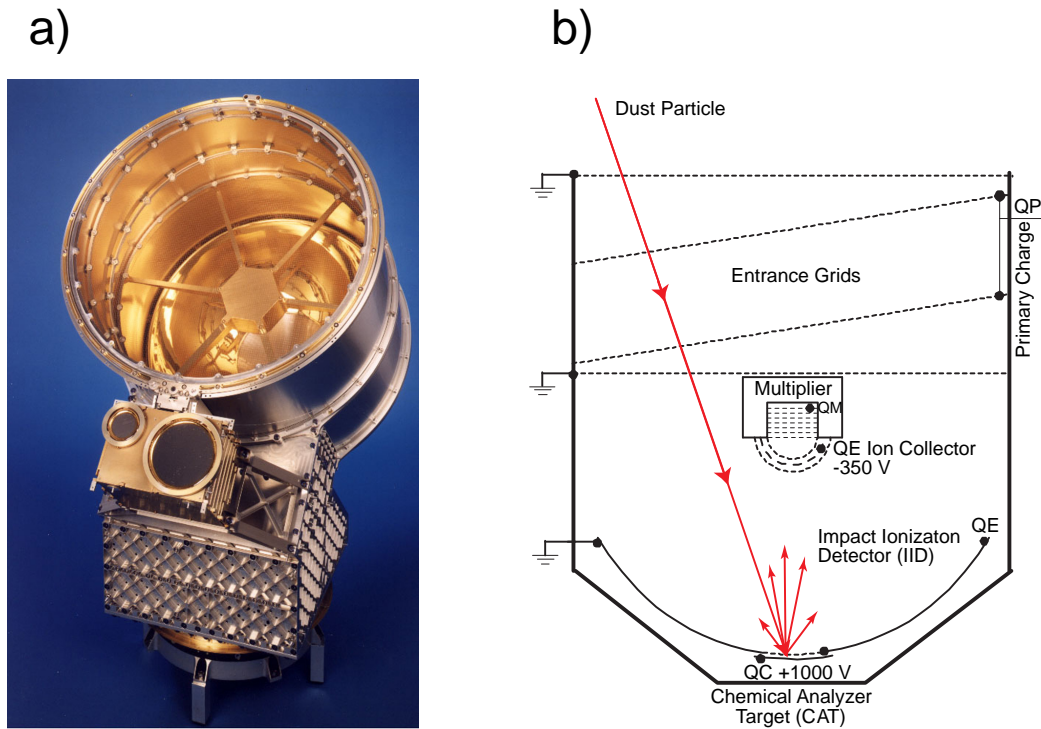 a)
b)
Dust Particle
QP
Primary Charge
Entrance Grids
Multiplier
QM
QE Ion Collector
-350 V
QE
Impact Ionizaton
Detector (IID)
QC +1000 V
Chemical Analyzer
Target (CAT)